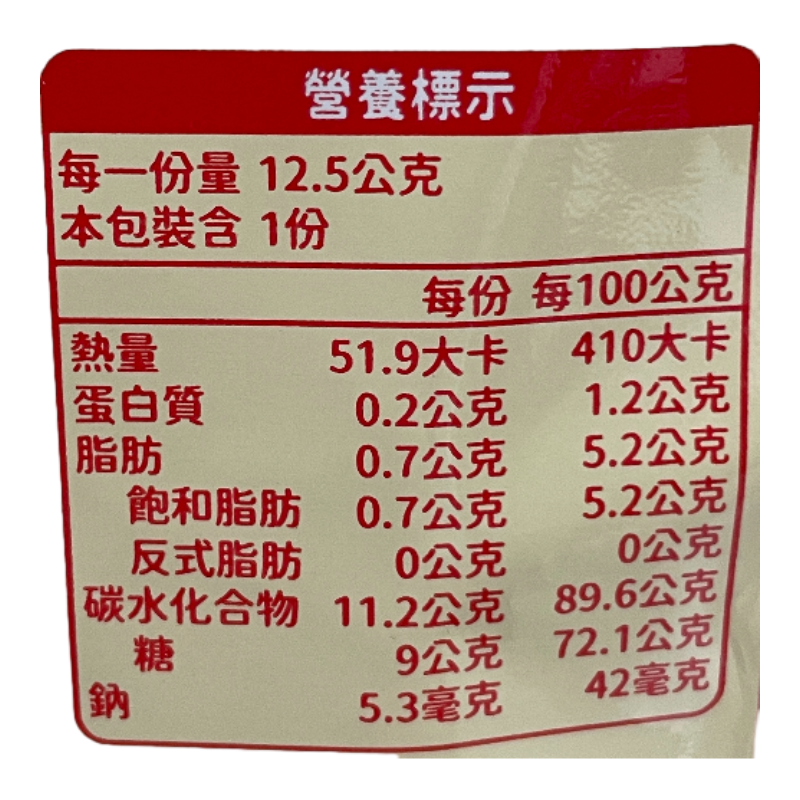 營養標示
每一份量 12.5公克
本包裝含 1份
每份 每100公克
熱量 51.9大卡 410大卡
蛋白質 0.2公克 1.2公克
脂肪 0.7公克 5.2公克
飽和脂肪 0.7公克 5.2公克
反式脂肪 0公克 0公克
碳水化合物 11.2公克 89.6公克
糖 9公克 72.1公克
鈉 5.3毫克 42毫克